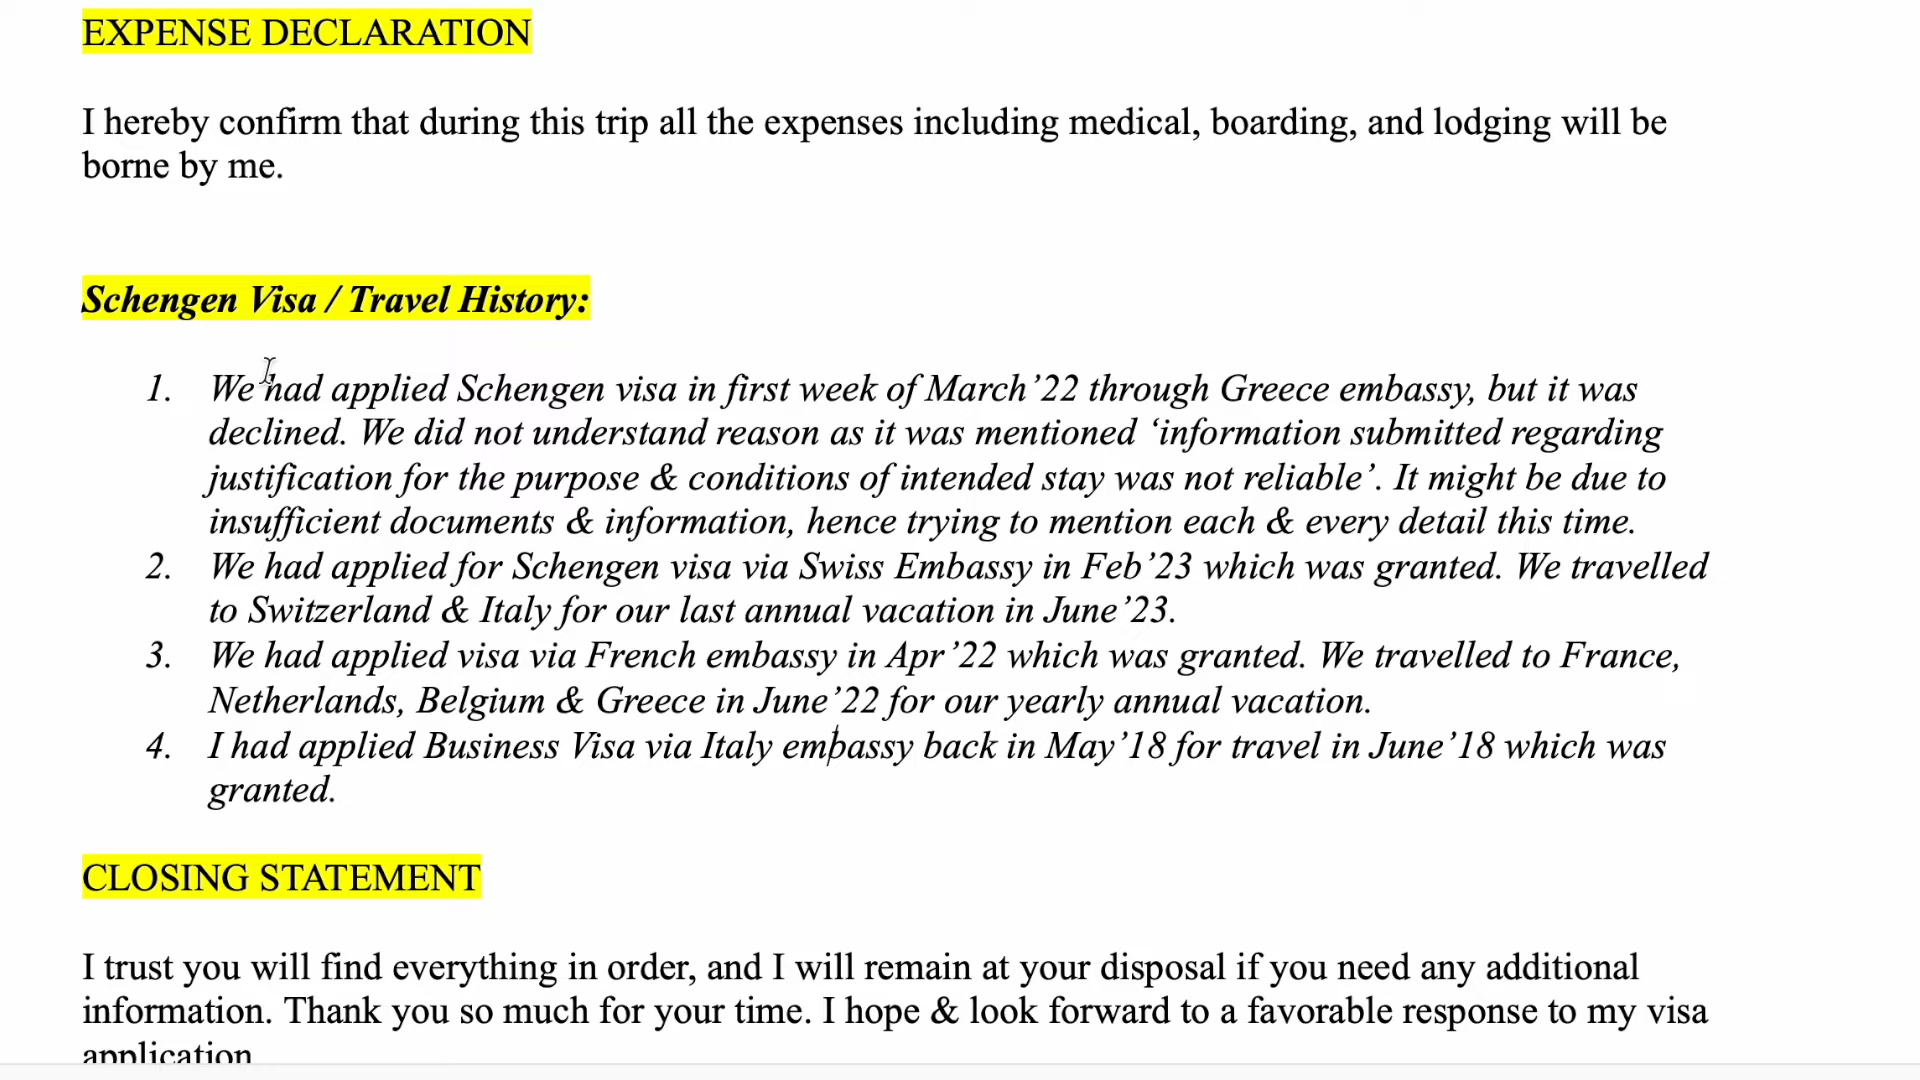 EXPENSE DECLARATION
I hereby confirm that during this trip all the expenses including medical, boarding, and lodging will be
borne by me.
Schengen Visa / Travel History:
1. We had applied Schengen visa in first week of March’22 through Greece embassy, but it was
declined. We did not understand reason as it was mentioned ‘information submitted regarding
justification for the purpose & conditions of intended stay was not reliable’. It might be due to
insufficient documents & information, hence trying to mention each & every detail this time.
2. We had applied for Schengen visa via Swiss Embassy in Feb’23 which was granted. We travelled
to Switzerland & Italy for our last annual vacation in June’23.
3. We had applied visa via French embassy in Apr’22 which was granted. We travelled to France,
Netherlands, Belgium & Greece in June’22 for our yearly annual vacation.
4. I had applied Business Visa via Italy embassy back in May’18 for travel in June’18 which was
granted.
CLOSING STATEMENT
I trust you will find everything in order, and I will remain at your disposal if you need any additional
information. Thank you so much for your time. I hope & look forward to a favorable response to my visa
application